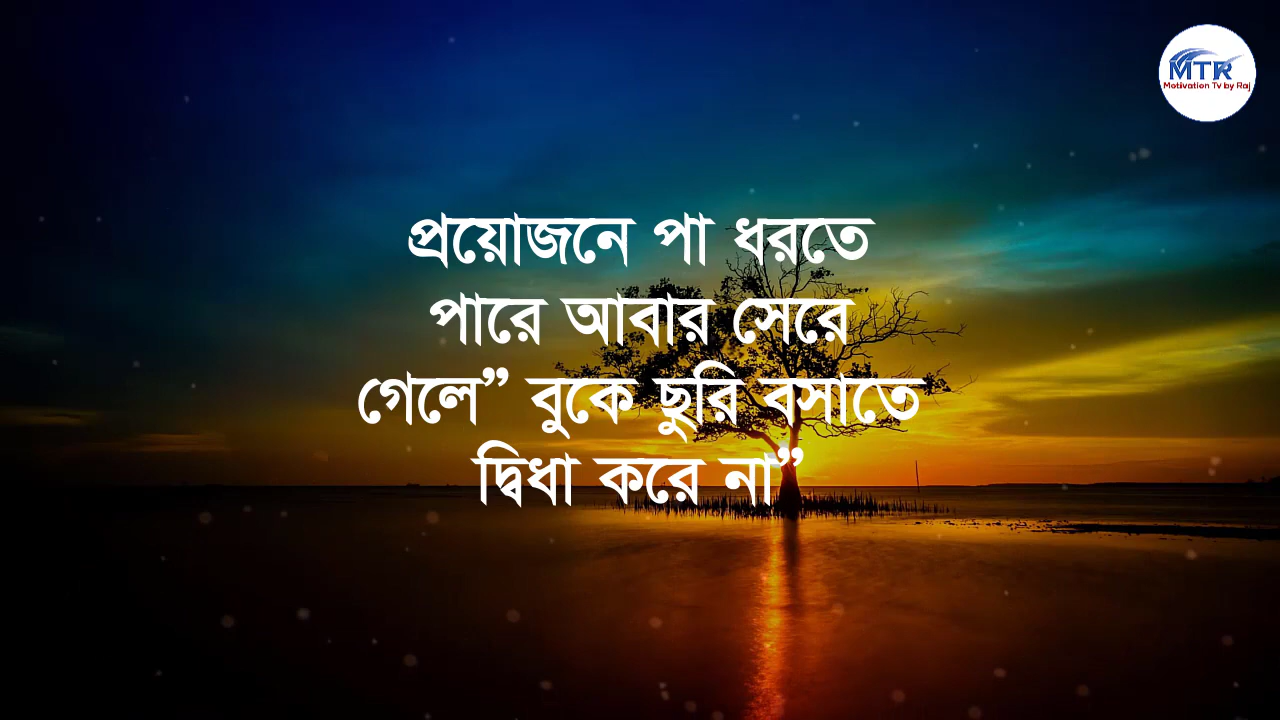 MTR
Motivation Tv by Raj
প্রয়োজনে পা ধরতে
পারে আবার সেরে
গেলে” বুকে ছুরি বসাতে
দ্বিধা করে না”